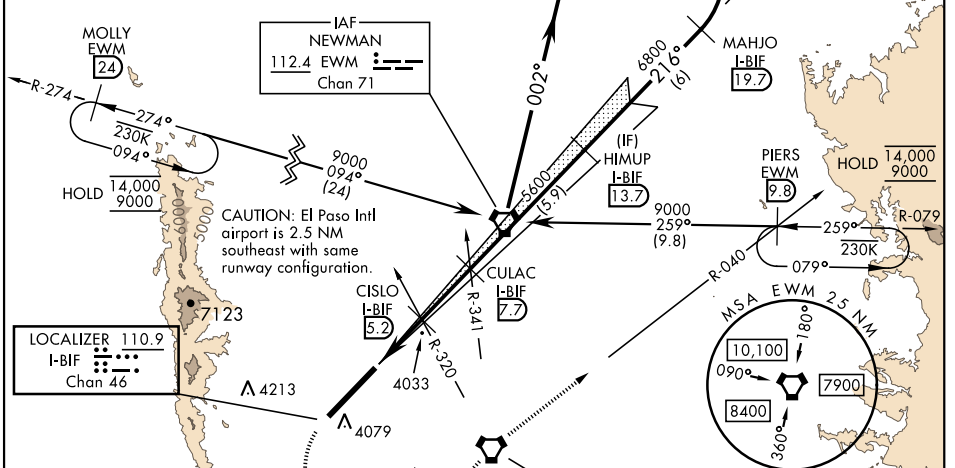 MOLLY
EWM
24
R-274
274°
230K
094°
HOLD 14,000
9000
9000
094°
(24)
IAF
NEWMAN
112.4 EWM
Chan 71
002°
6800
216°
(6)
MAHJO
I-BIF
19.7
(IF)
HIMUP
I-BIF
13.7
5600
(5.9)
PIERS
EWM
9.8
HOLD 14,000
9000
R-079
259°
230K
079°
9000
259°
(9.8)
R-040
6000
5000
CAUTION: El Paso Intl
airport is 2.5 NM
southeast with same
runway configuration.
CULAC
I-BIF
7.7
R-341
CISLO
I-BIF
5.2
R-320
4033
7123
LOCALIZER 110.9
I-BIF
Chan 46
4213
4079
MSA EWM 25 NM
180°
10,100
090°
7900
8400
360°